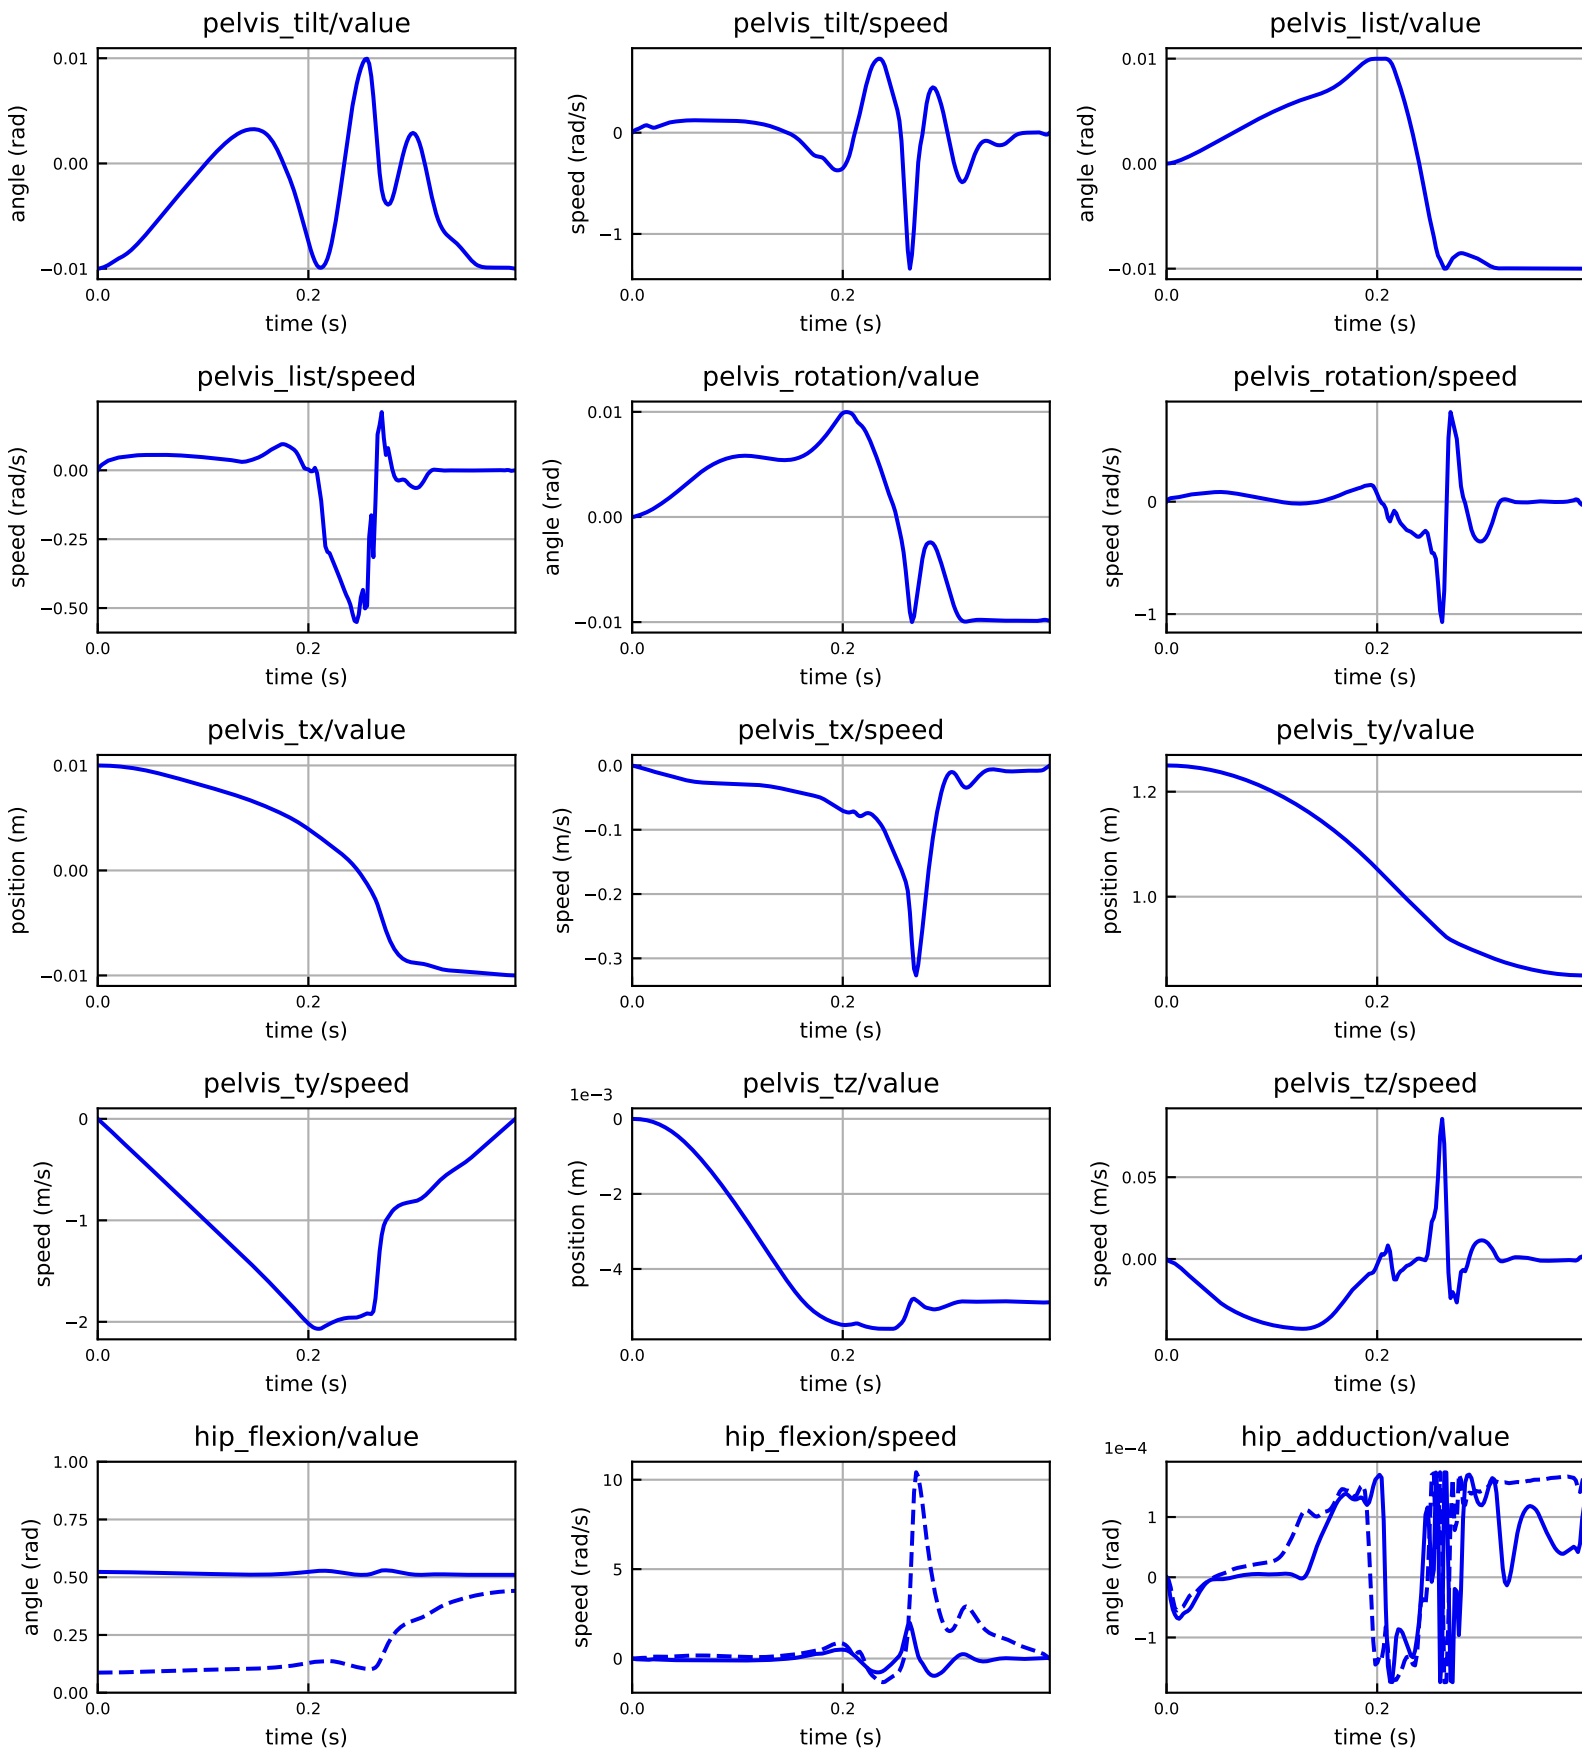 pelvis_tilt/value
pelvis_tilt/speed
pelvis_list/value
angle (rad)
0.01
0.00
−0.01
0.0
0.2
time (s)
speed (rad/s)
0
−1
0.0
0.2
time (s)
angle (rad)
0.01
0.00
−0.01
0.0
0.2
time (s)
pelvis_list/speed
pelvis_rotation/value
pelvis_rotation/speed
speed (rad/s)
0.00
−0.25
−0.50
0.0
0.2
time (s)
angle (rad)
0.01
0.00
−0.01
0.0
0.2
time (s)
speed (rad/s)
0
−1
0.0
0.2
time (s)
pelvis_tx/value
pelvis_tx/speed
pelvis_ty/value
position (m)
0.01
0.00
−0.01
0.0
0.2
time (s)
speed (m/s)
0.0
−0.1
−0.2
−0.3
0.0
0.2
time (s)
position (m)
1.2
1.0
0.0
0.2
time (s)
pelvis_ty/speed
pelvis_tz/value
pelvis_tz/speed
speed (m/s)
0
−1
−2
0.0
0.2
time (s)
1e−3
position (m)
0
−2
−4
0.0
0.2
time (s)
speed (m/s)
0.05
0.00
0.0
0.2
time (s)
hip_flexion/value
hip_flexion/speed
hip_adduction/value
angle (rad)
1.00
0.75
0.50
0.25
0.00
0.0
0.2
time (s)
speed (rad/s)
10
5
0
0.0
0.2
time (s)
1e−4
angle (rad)
1
0
−1
0.0
0.2
time (s)